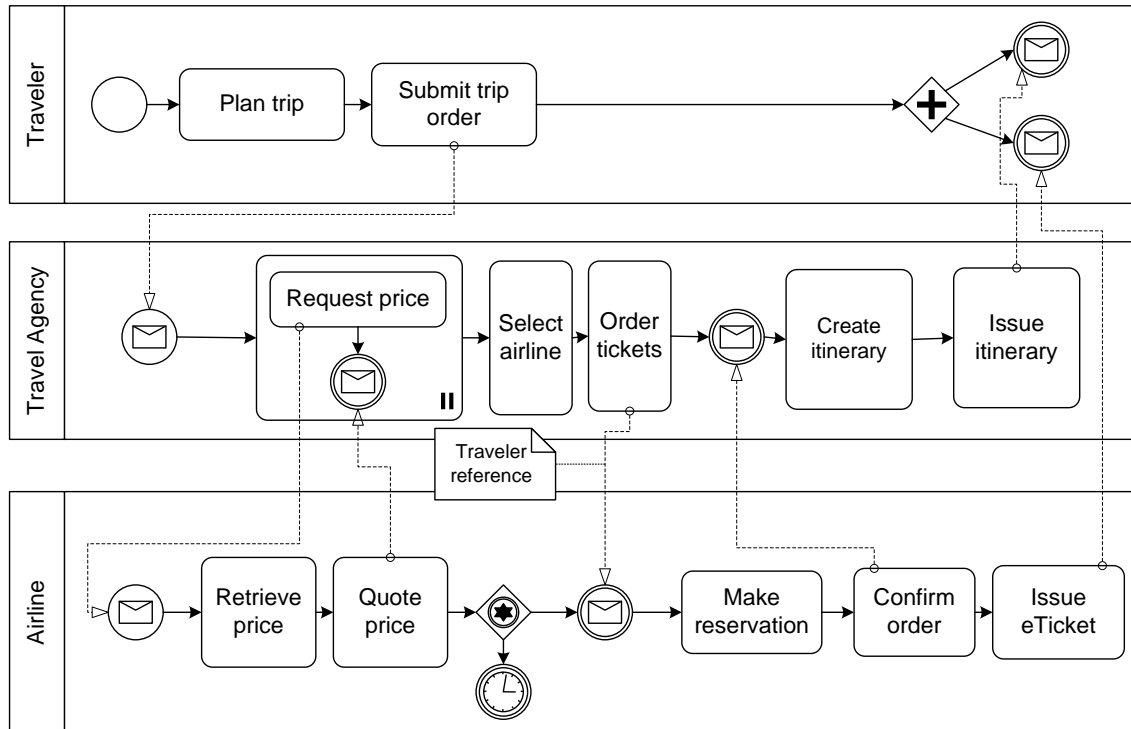 Traveler
Plan trip
Submit trip
order
Travel Agency
Request price
Select
airline
Order
tickets
Create
itinerary
Issue
itinerary
Traveler
reference
Airline
Retrieve
price
Quote
price
Make
reservation
Confirm
order
Issue
eTicket